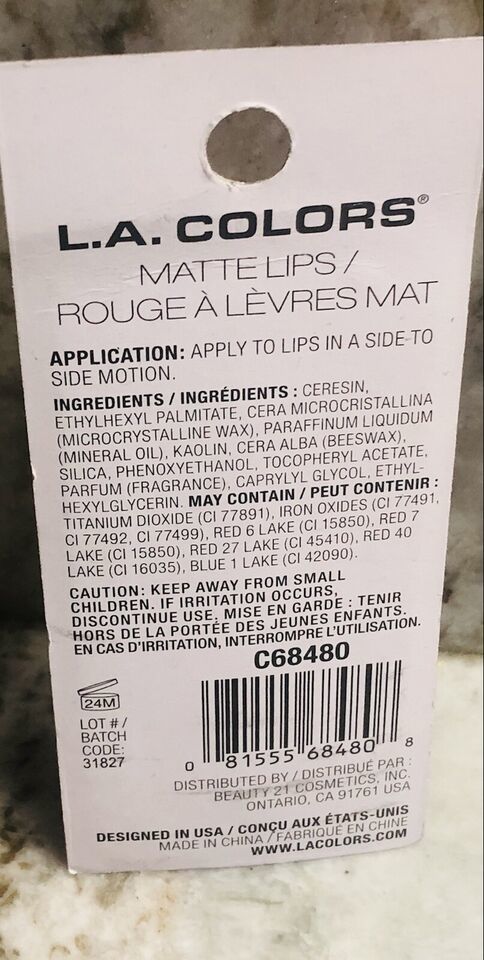 L.A. COLORS®
MATTE LIPS /
ROUGE À LÈVRES MAT
APPLICATION: APPLY TO LIPS IN A SIDE-TO
SIDE MOTION.
INGREDIENTS / INGRÉDIENTS : CERESIN,
ETHYLHEXYL PALMITATE, CERA MICROCRISTALLINA
(MICROCRYSTALLINE WAX), PARAFFINUM LIQUIDUM
(MINERAL OIL), KAOLIN, CERA ALBA (BEESWAX),
SILICA, PHENOXYETHANOL, TOCOPHERYL ACETATE,
PARFUM (FRAGRANCE), CAPRYLYL GLYCOL, ETHYL-
HEXYLGLYCERIN. MAY CONTAIN / PEUT CONTENIR :
TITANIUM DIOXIDE (CI 77891), IRON OXIDES (CI 77491,
CI 77492, CI 77499), RED 6 LAKE (CI 15850), RED 7
LAKE (CI 15850), RED 27 LAKE (CI 45410), RED 40
LAKE (CI 16035), BLUE 1 LAKE (CI 42090).
CAUTION: KEEP AWAY FROM SMALL
CHILDREN. IF IRRITATION OCCURS,
DISCONTINUE USE. MISE EN GARDE : TENIR
HORS DE LA PORTÉE DES JEUNES ENFANTS.
EN CAS D'IRRITATION, INTERROMPRE L'UTILISATION.
C68480
24M
LOT # /
BATCH
CODE:
31827
0 81555 68480 8
DISTRIBUTED BY / DISTRIBUÉ PAR :
BEAUTY 21 COSMETICS, INC.
ONTARIO, CA 91761 USA
DESIGNED IN USA / CONÇU AUX ÉTATS-UNIS
MADE IN CHINA / FABRIQUÉ EN CHINE
WWW.LACOLORS.COM